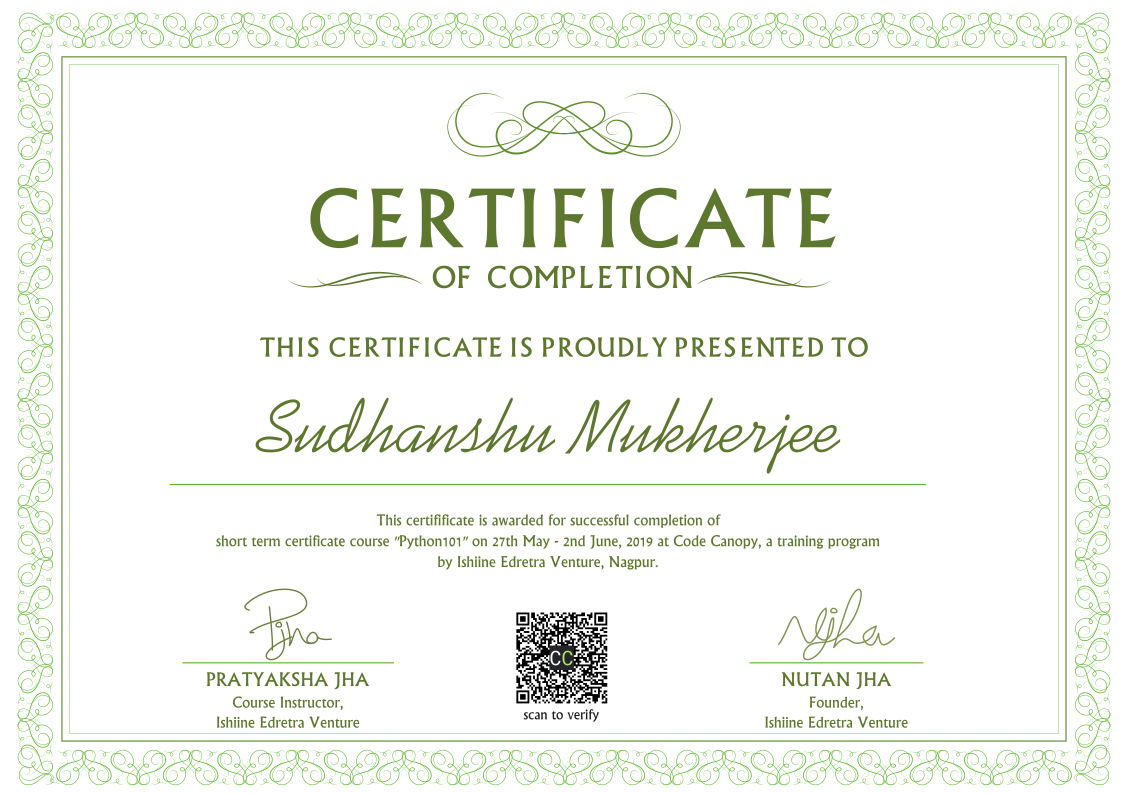 CERTIFICATE
OF COMPLETION
THIS CERTIFICATE IS PROUDLY PRESENTED TO
Sudhanshu Mukherjee
This certifificate is awarded for successful completion of
short term certificate course "Python101" on 27th May - 2nd June, 2019 at Code Canopy, a training program
by Ishiine Edretra Venture, Nagpur.
Pjha
Njha
CC
PRATYAKSHA JHA
Course Instructor,
Ishiine Edretra Venture
scan to verify
NUTAN JHA
Founder,
Ishiine Edretra Venture